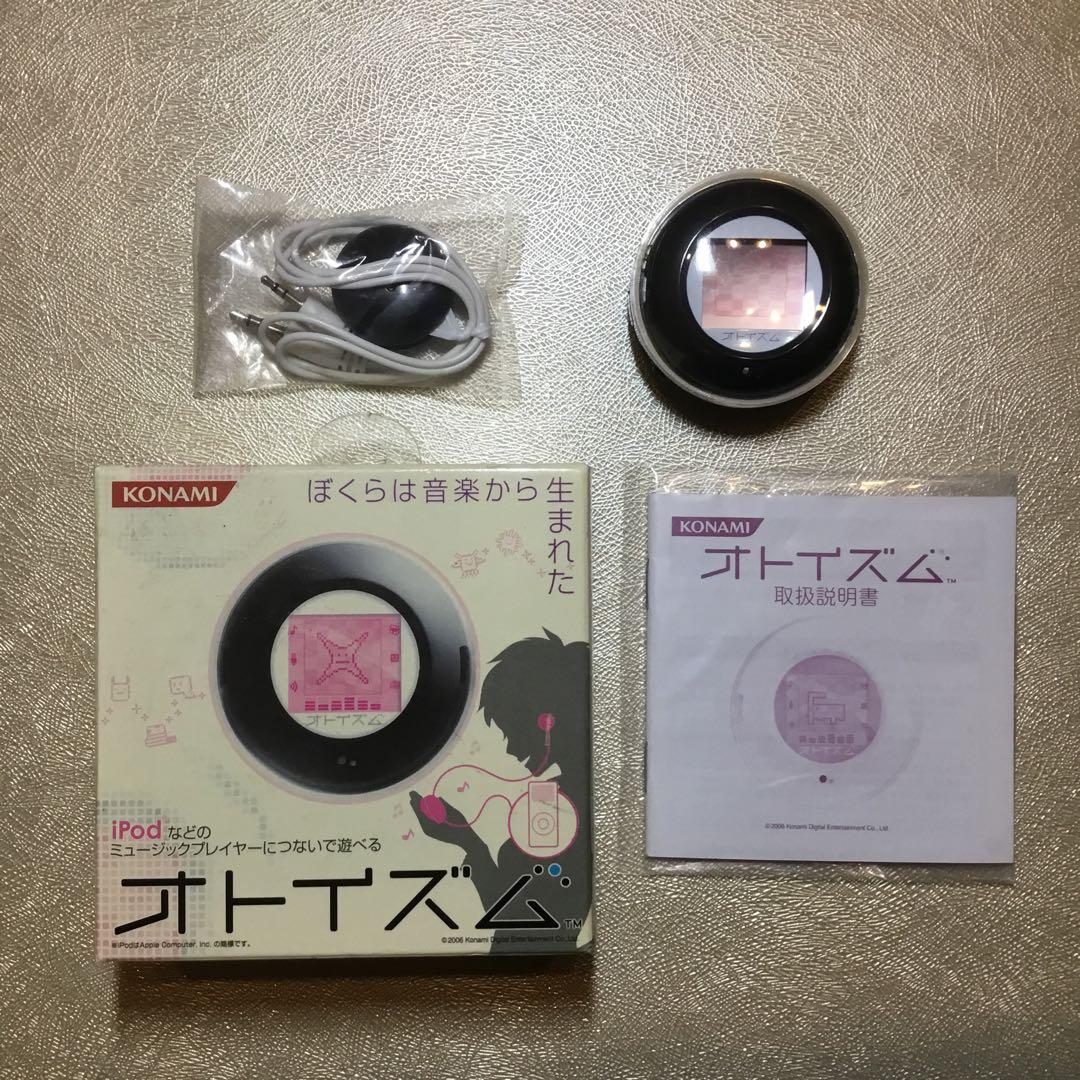 オトイズム
KONAMI
ぼくらは音楽から生まれた
オトイズム
iPodなどの
ミュージックプレイヤーにつないで遊べる
オトイズム™
※iPodはApple Computer, Inc. の商標です。
©2006 Konami Digital Entertainment Co., Ltd.
KONAMI
オトイズム™
取扱説明書
オトイズム
©2006 Konami Digital Entertainment Co., Ltd.